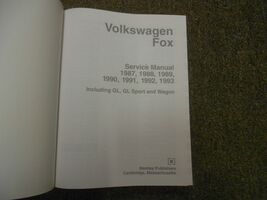 Volkswagen
Fox
Service Manual
1987, 1988, 1989,
1990, 1991, 1992, 1993
Including GL, GL Sport and Wagon
Bentley Publishers
Cambridge, Massachusetts